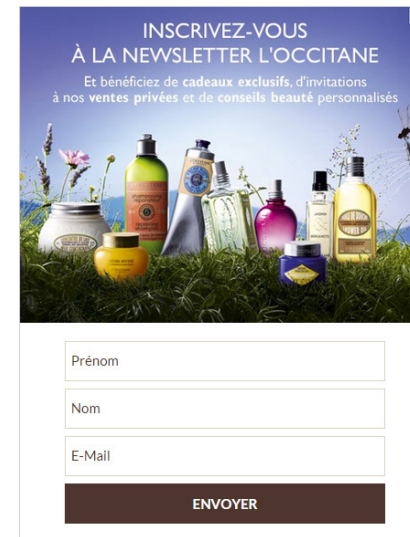 INSCRIVEZ-VOUS
À LA NEWSLETTER L'OCCITANE
Et bénéficiez de cadeaux exclusifs, d'invitations
à nos ventes privées et de conseils beauté personnalisés
Prénom
Nom
E-Mail
ENVOYER